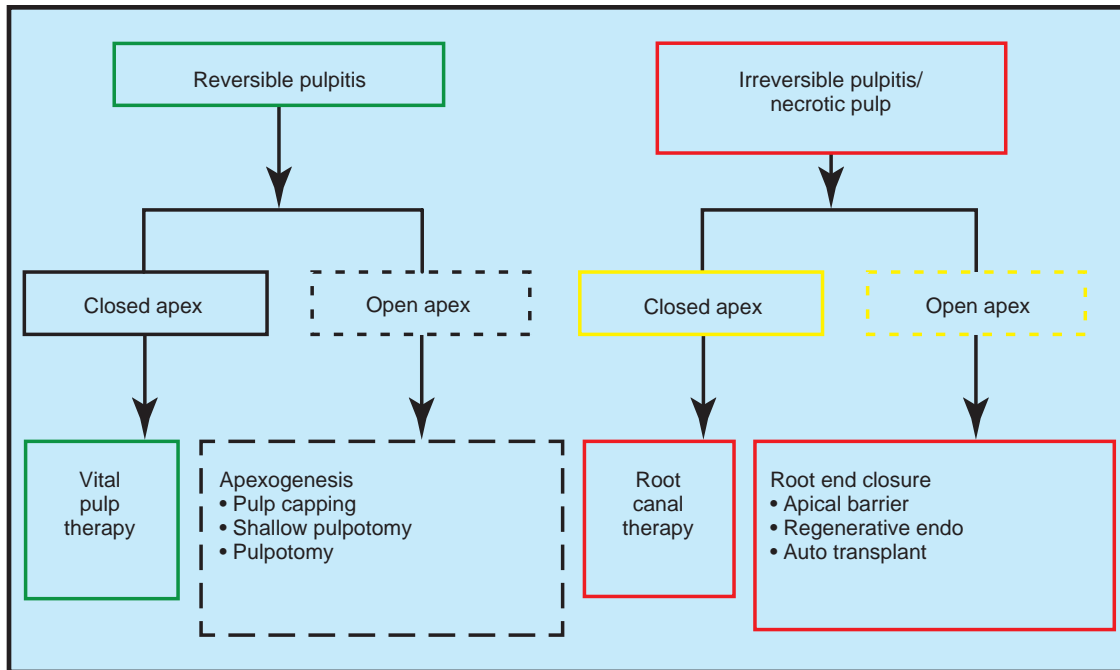 Reversible pulpitis
Irreversible pulpitis/
necrotic pulp
Closed apex
Open apex
Closed apex
Open apex
Vital
pulp
therapy
Apexogenesis
• Pulp capping
• Shallow pulpotomy
• Pulpotomy
Root
canal
therapy
Root end closure
• Apical barrier
• Regenerative endo
• Auto transplant